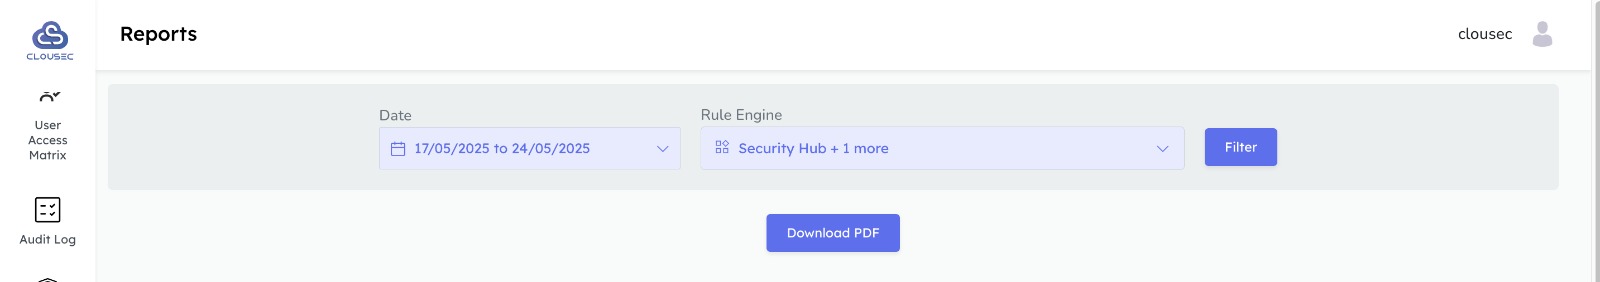 CLOUSEC
Reports
clousec
User
Access
Matrix
Date
17/05/2025 to 24/05/2025
Rule Engine
Security Hub + 1 more
Filter
Audit Log
Download PDF